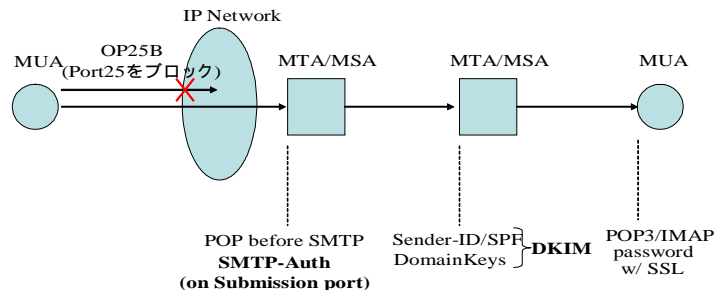 IP Network
OP25B
MUA
(Port25をブロック)
MTA/MSA
MTA/MSA
MUA
POP before SMTP
SMTP-Auth
(on Submission port)
Sender-ID/SPF
DomainKeys
DKIM
POP3/IMAP
password
w/ SSL